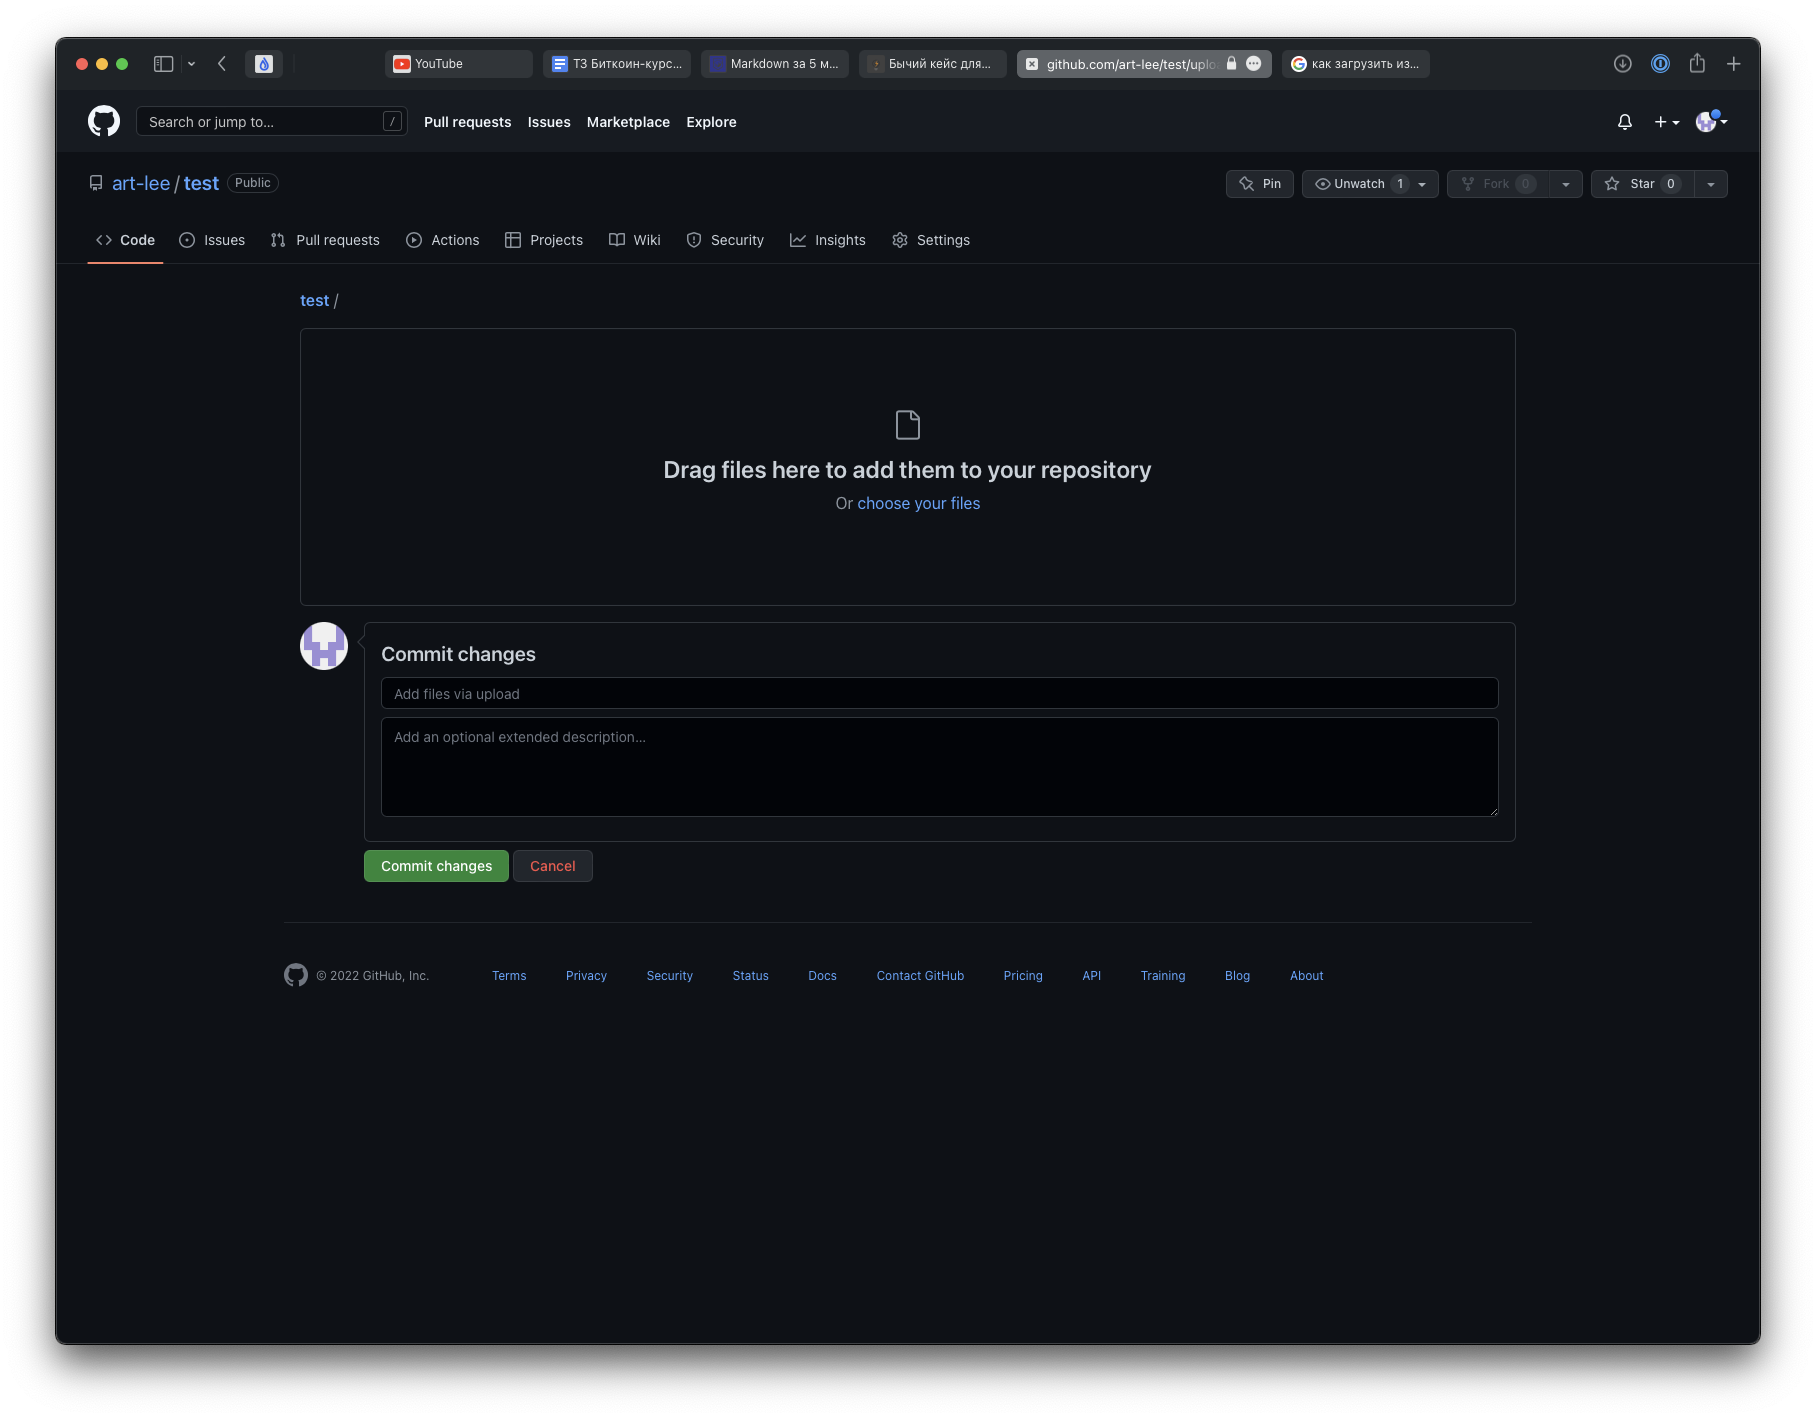 YouTube
ТЗ Биткоин-курс...
Markdown за 5 м...
Бычий кейс для...
github.com/art-lee/test/uplo
как загрузить из...
Search or jump to...
/
Pull requests
Issues
Marketplace
Explore
art-lee / test
Public
Pin
Unwatch 1
Fork 0
Star 0
Code
Issues
Pull requests
Actions
Projects
Wiki
Security
Insights
Settings
test /
Drag files here to add them to your repository
Or choose your files
Commit changes
Add files via upload
Add an optional extended description...
Commit changes
Cancel
© 2022 GitHub, Inc.
Terms
Privacy
Security
Status
Docs
Contact GitHub
Pricing
API
Training
Blog
About